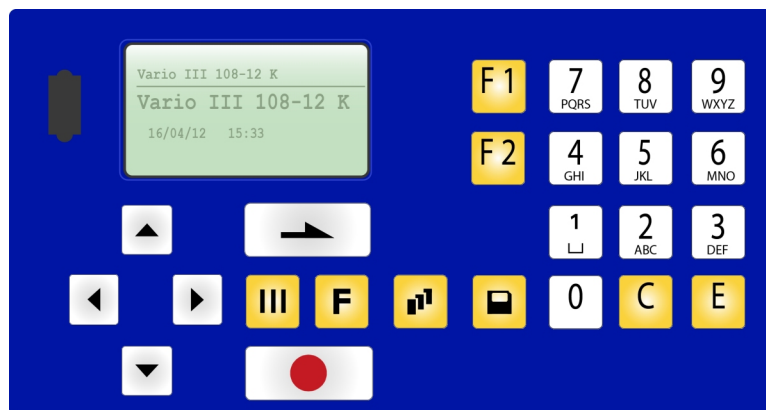 Vario III 108-12 K
Vario III 108-12 K
16/04/12 15:33
F1
7
PQRS
8
TUV
9
WXYZ
F2
4
GHI
5
JKL
6
MNO
1
2
ABC
3
DEF
III
F
0
C
E